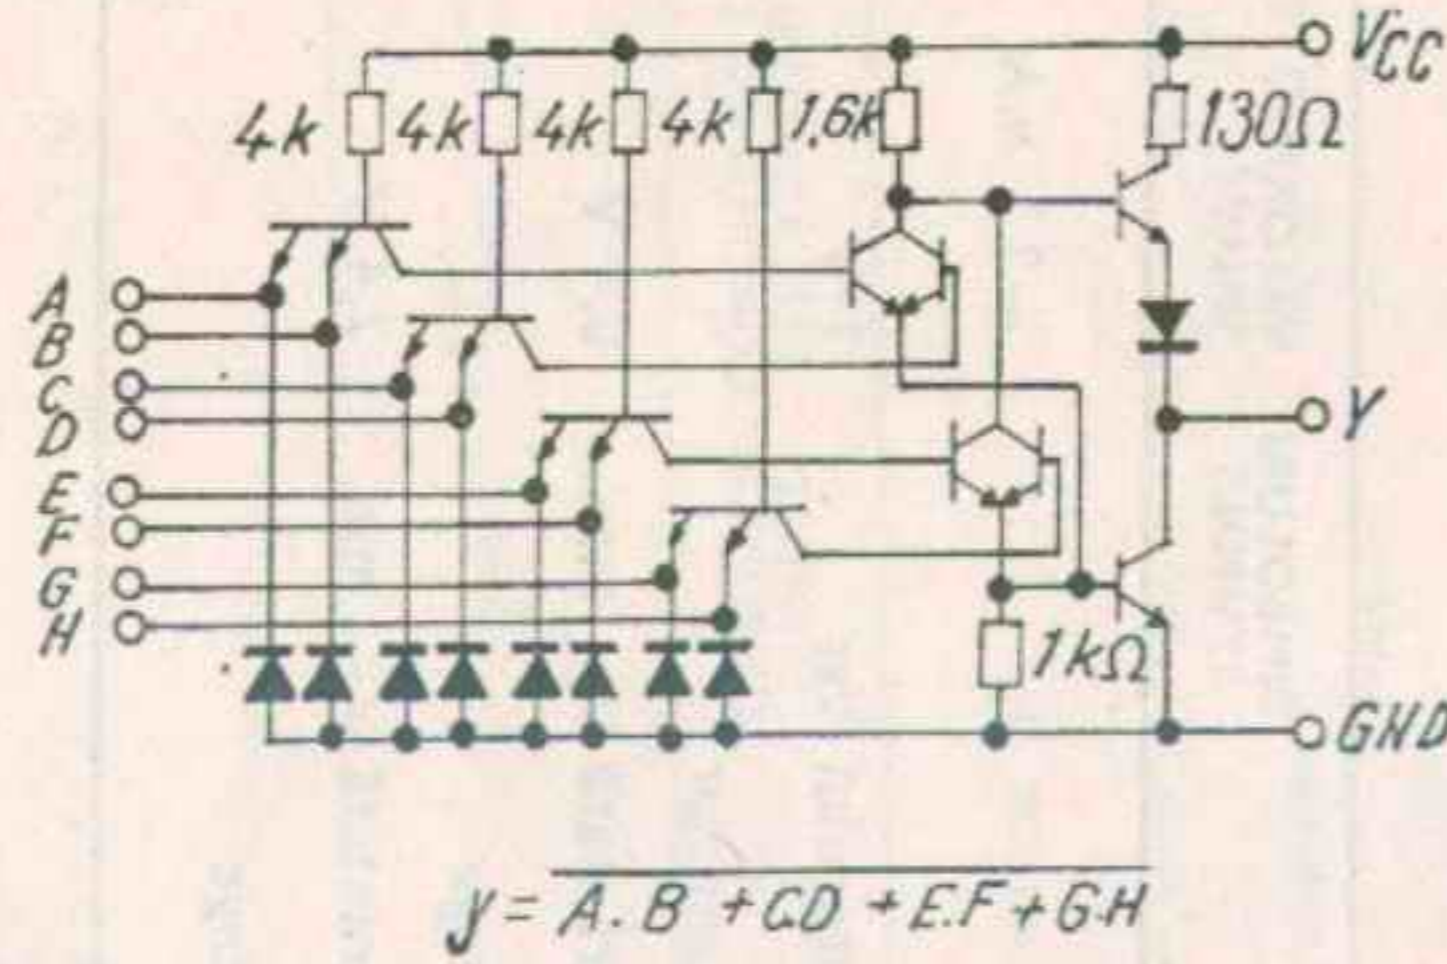 VCC
4k 4k 4k 4k 1.6k 130Ω
A
B
C
D
Y
E
F
G
H
1kΩ
GND
y = A.B + C.D + E.F + G.H